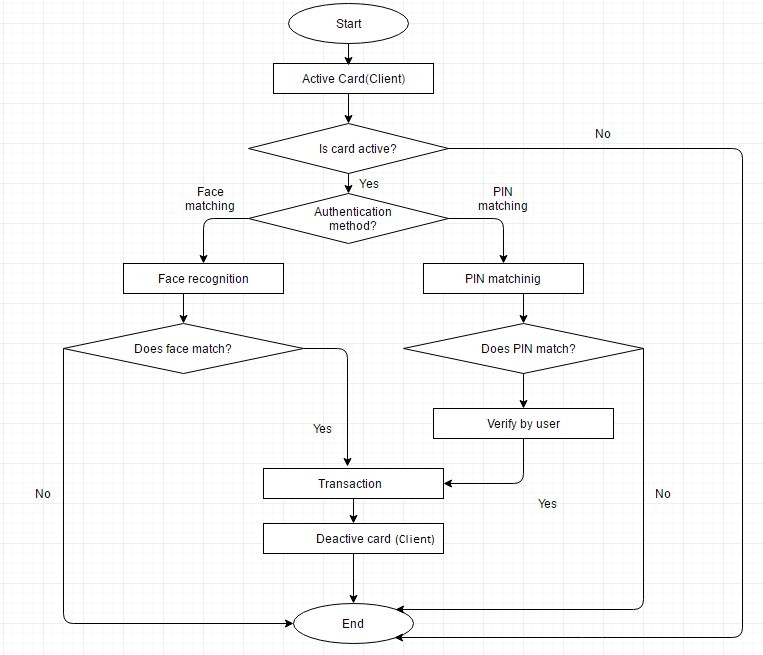 Start
Active Card(Client)
No
Is card active?
Yes
Face
matching
PIN
matching
Authentication
method?
Face recognition
PIN matchinig
Does face match?
Does PIN match?
Verify by user
Yes
Transaction
No
No
Yes
Deactive card (Client)
End